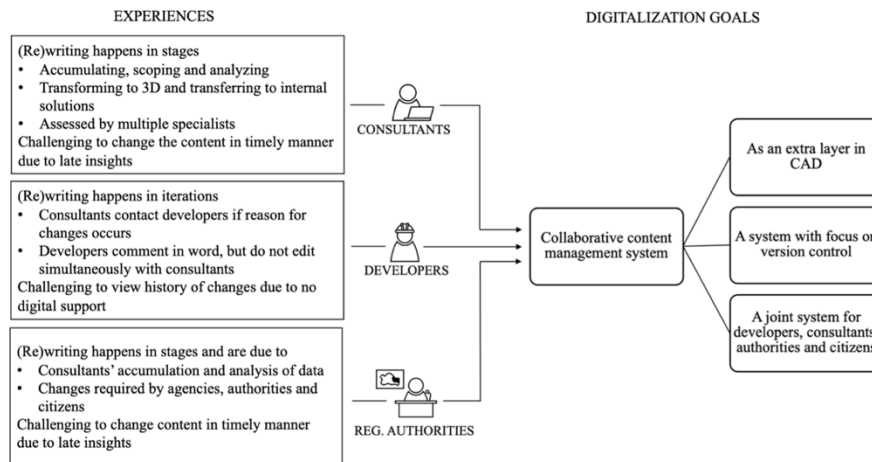 EXPERIENCES
DIGITALIZATION GOALS
(Re)writing happens in stages
• Accumulating, scoping and analyzing
• Transforming to 3D and transferring to internal
solutions
• Assessed by multiple specialists
Challenging to change the content in timely manner
due to late insights
CONSULTANTS
(Re)writing happens in iterations
• Consultants contact developers if reason for
changes occurs
• Developers comment in word, but do not edit
simultaneously with consultants
Challenging to view history of changes due to no
digital support
DEVELOPERS
(Re)writing happens in stages and are due to
• Consultants' accumulation and analysis of data
• Changes required by agencies, authorities and
citizens
Challenging to change content in timely manner
due to late insights
REG. AUTHORITIES
Collaborative content
management system
As an extra layer in
CAD
A system with focus on
version control
A joint system for
developers, consultants
authorities and citizens